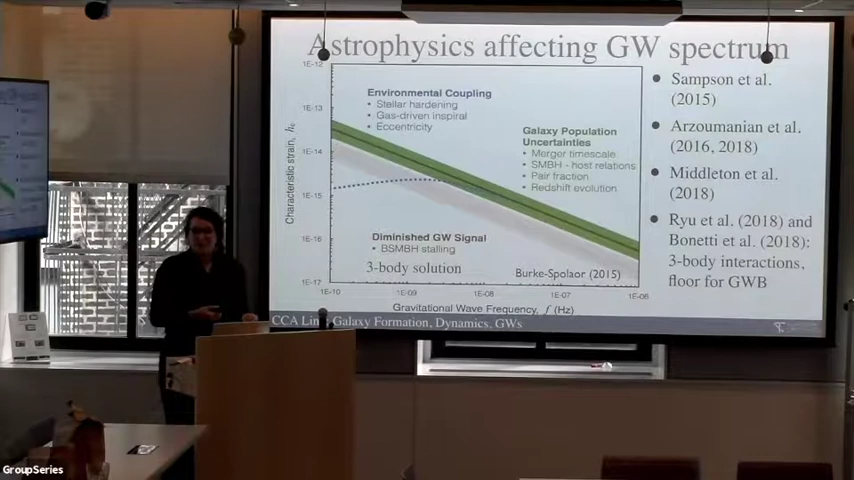 Astrophysics affecting GW spectrum
1E-12
1E-13
1E-14
1E-15
1E-16
1E-17
Characteristic strain, hc
Environmental Coupling
• Stellar hardening
• Gas-driven inspiral
• Eccentricity
Galaxy Population
Uncertainties
• Merger timescale
• SMBH - host relations
• Pair fraction
• Redshift evolution
Diminished GW Signal
• BSMBH stalling
3-body solution
Burke-Spolaor (2015)
1E-10
1E-09
1E-08
1E-07
1E-06
Gravitational Wave Frequency, f (Hz)
• Sampson et al.
(2015)
• Arzoumanian et al.
(2016, 2018)
• Middleton et al.
(2018)
• Ryu et al. (2018) and
Bonetti et al. (2018):
3-body interactions,
floor for GWB
Galaxy Formation, Dynamics, GWs
GroupSeries